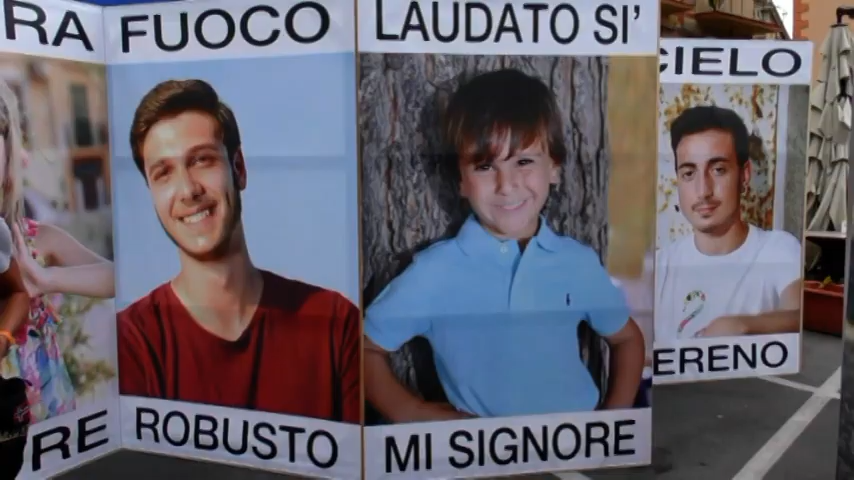 RA
RE
FUOCO
ROBUSTO
LAUDATO SI'
MI SIGNORE
CIELO
ERENO